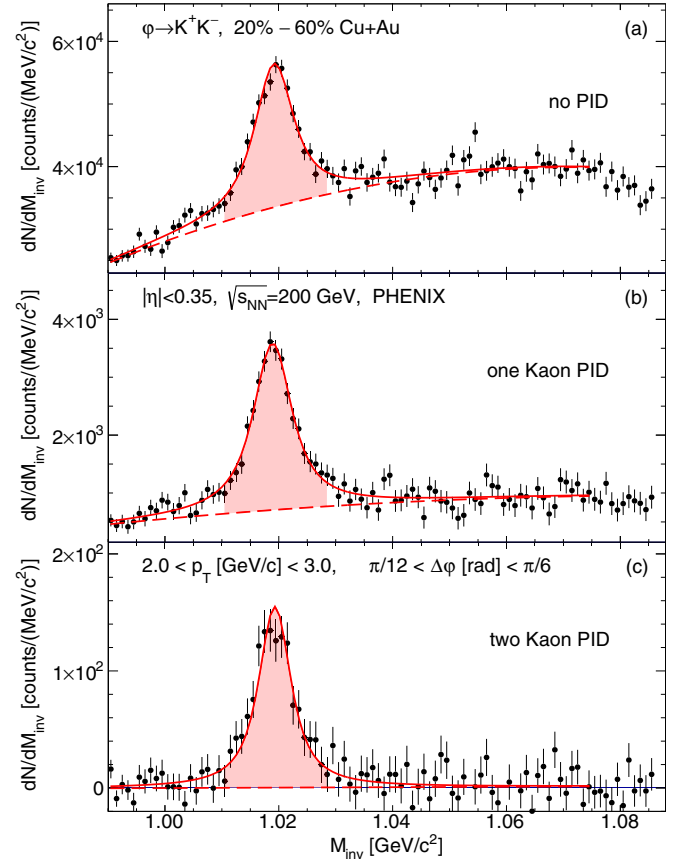 φ→K⁺K⁻, 20% − 60% Cu+Au
(a)
no PID
6×10⁴
4×10⁴
dN/dM_inv [counts/(MeV/c²)]
|η|<0.35, √s_NN=200 GeV, PHENIX
(b)
one Kaon PID
4×10³
2×10³
dN/dM_inv [counts/(MeV/c²)]
2.0 < p_T [GeV/c] < 3.0, π/12 < Δφ [rad] < π/6
(c)
two Kaon PID
2×10²
1×10²
0
dN/dM_inv [counts/(MeV/c²)]
1.00 1.02 1.04 1.06 1.08
M_inv [GeV/c²]